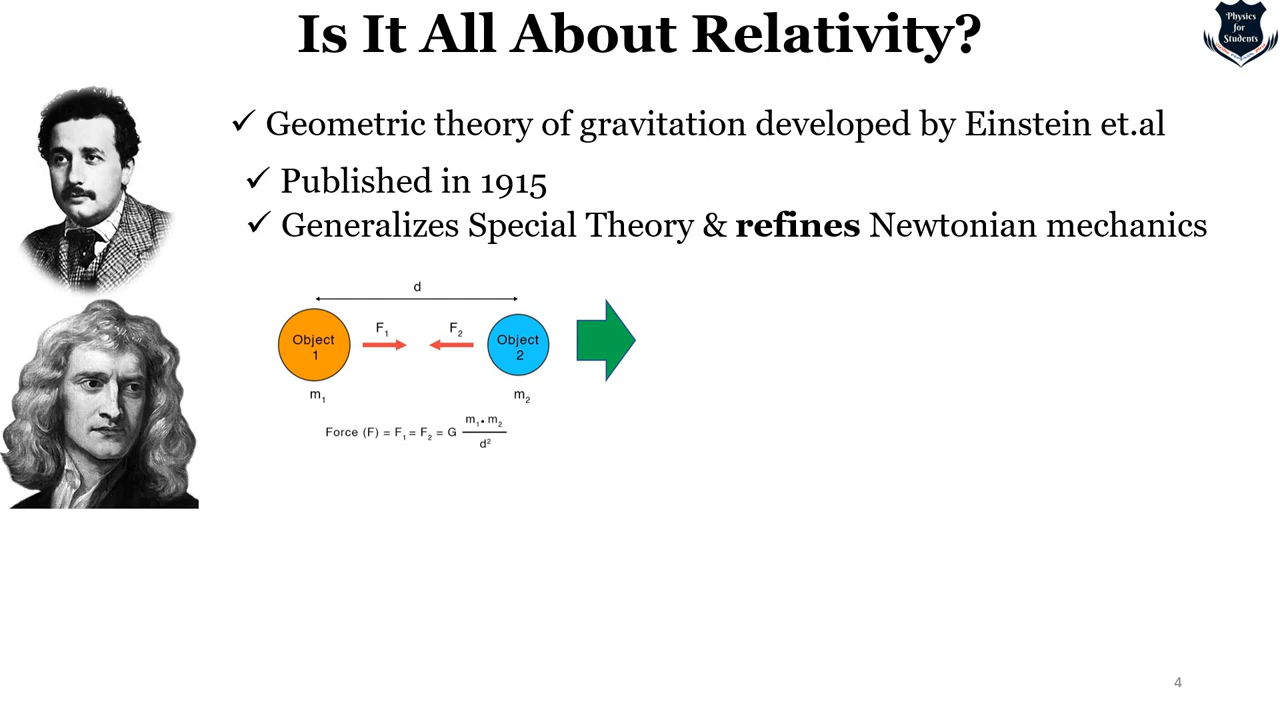 Is It All About Relativity?
Physics
for
Students
✓ Geometric theory of gravitation developed by Einstein et.al
✓ Published in 1915
✓ Generalizes Special Theory & refines Newtonian mechanics
d
F₁ F₂
Object
1
Object
2
m₁ m₂
Force (F) = F₁ = F₂ = G m₁ • m₂ / d²
4